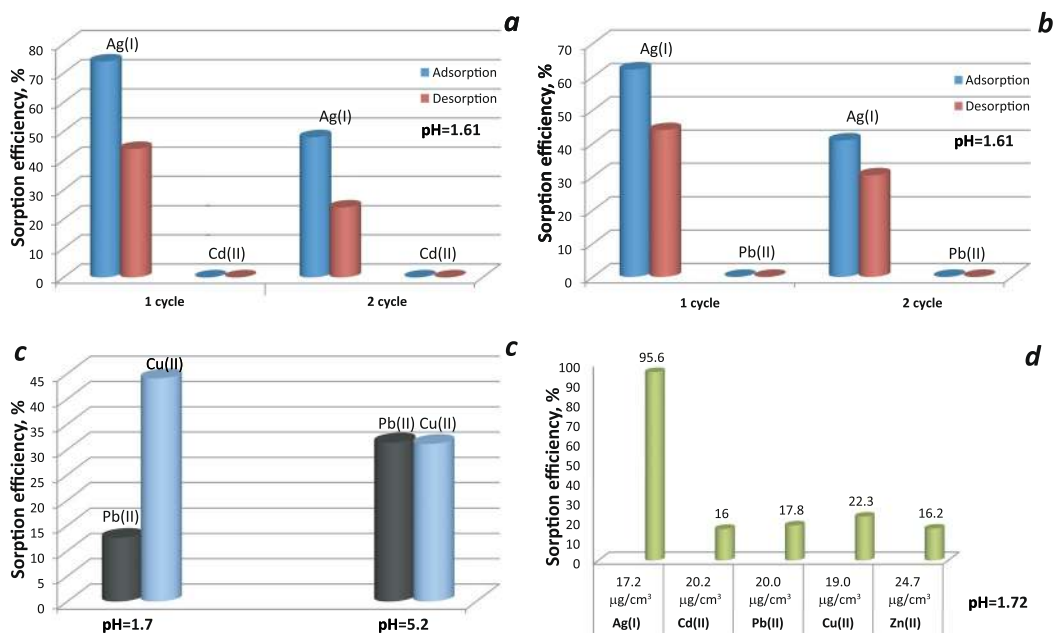 a
Sorption efficiency, %
80
70
60
50
40
30
20
10
0
Ag(I)
Cd(II)
Ag(I)
Cd(II)
Adsorption
Desorption
pH=1.61
1 cycle
2 cycle
b
Sorption efficiency, %
70
60
50
40
30
20
10
0
Ag(I)
Pb(II)
Ag(I)
Pb(II)
Adsorption
Desorption
pH=1.61
1 cycle
2 cycle
c
Sorption efficiency, %
45
40
35
30
25
20
15
10
5
0
Pb(II)
Cu(II)
Pb(II) Cu(II)
pH=1.7
pH=5.2
c
d
Sorption efficiency, %
100
90
80
70
60
50
40
30
20
10
0
95.6
16
17.8
22.3
16.2
17.2 20.2 20.0 19.0 24.7
µg/cm³ µg/cm³ µg/cm³ µg/cm³ µg/cm³
Ag(I) Cd(II) Pb(II) Cu(II) Zn(II)
pH=1.72